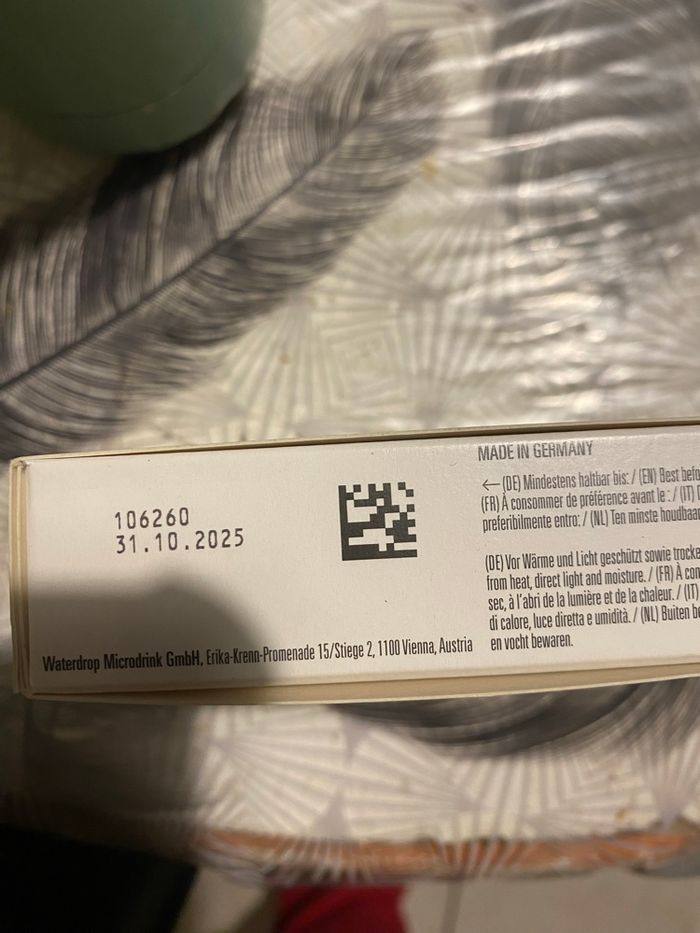 106260
31.10.2025
Waterdrop Microdrink GmbH, Erika-Krenn-Promenade 15/Stiege 2, 1100 Vienna, Austria
MADE IN GERMANY
←(DE) Mindestens haltbar bis: / (EN) Best befo
(FR) À consommer de préférence avant le : / (IT)
preferibilmente entro: / (NL) Ten minste houdbaar
(DE) Vor Wärme und Licht geschützt sowie trocke
from heat, direct light and moisture. / (FR) À con
sec, à l'abri de la lumière et de la chaleur. / (IT)
di calore, luce diretta e umidità. / (NL) Buiten be
en vocht bewaren.